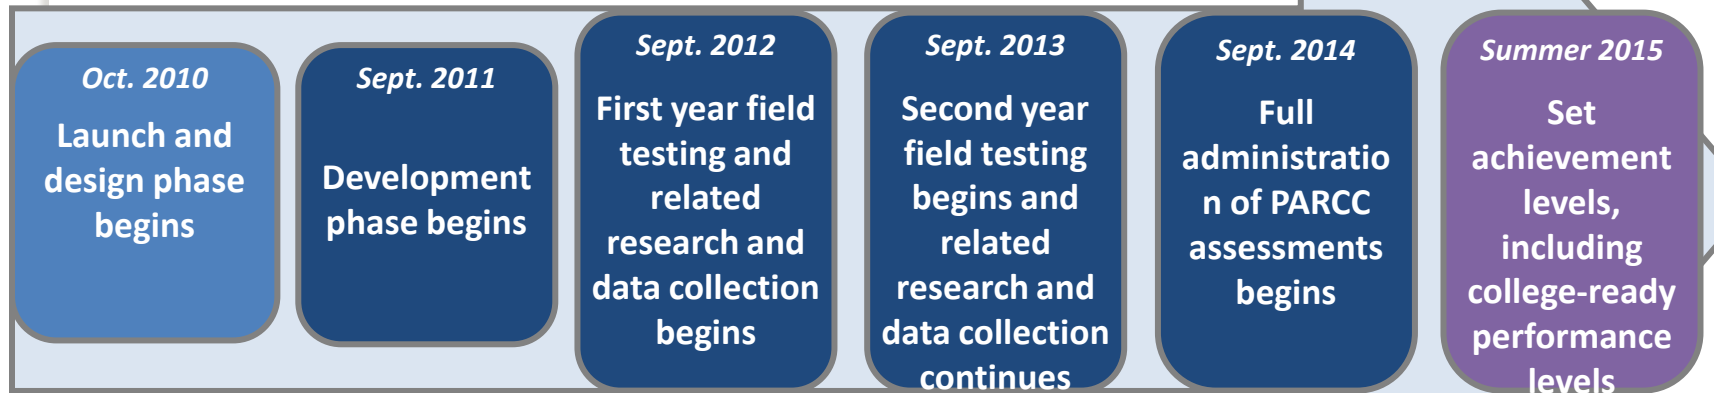 Oct. 2010
Launch and
design phase
begins
Sept. 2011
Development
phase begins
Sept. 2012
First year field
testing and
related
research and
data collection
begins
Sept. 2013
Second year
field testing
begins and
related
research and
data collection
continues
Sept. 2014
Full
administratio
n of PARCC
assessments
begins
Summer 2015
Set
achievement
levels,
including
college-ready
performance
levels